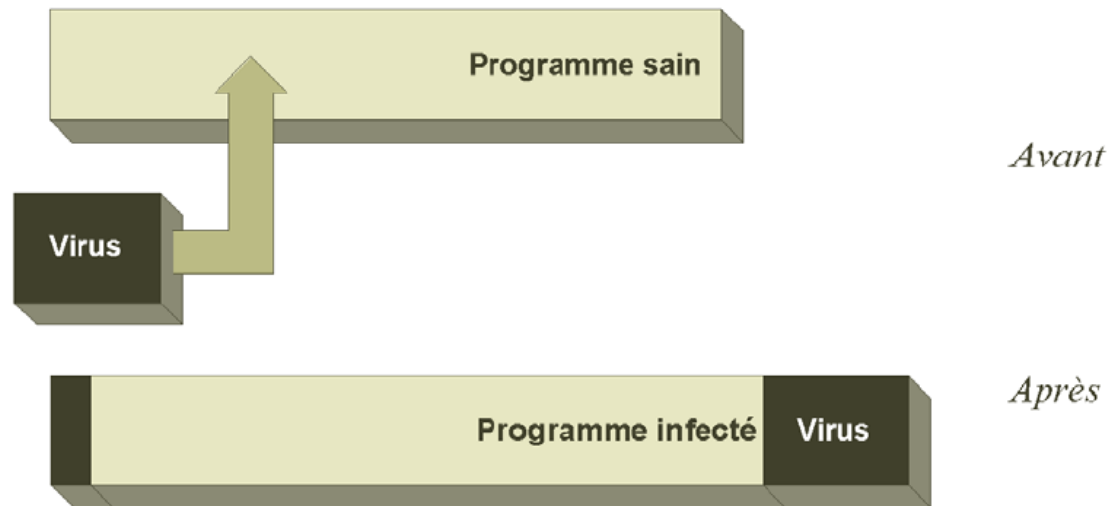 Programme sain
Avant
Virus
Après
Programme infecté
Virus